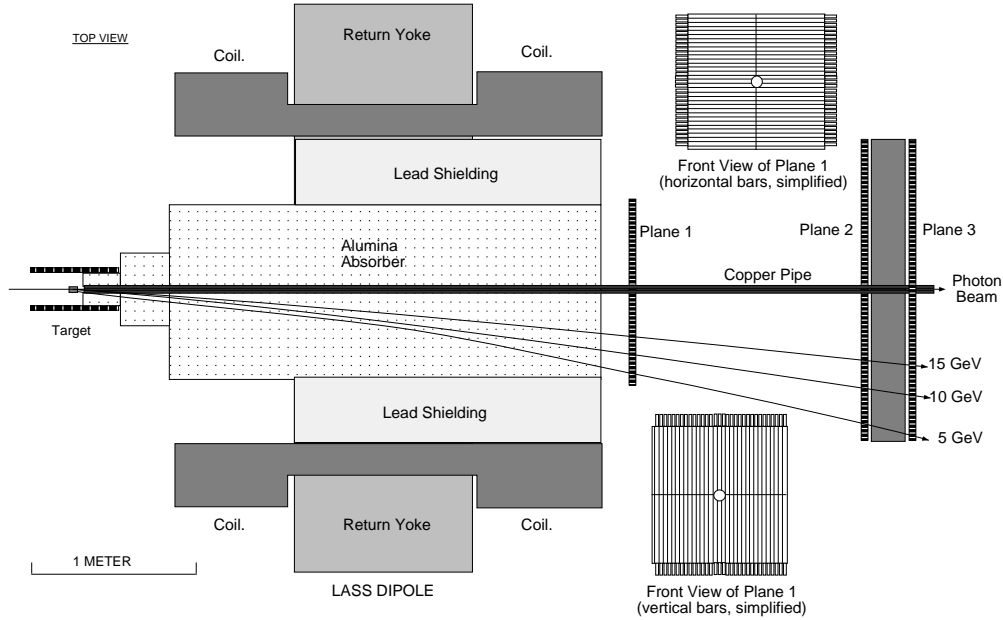 TOP VIEW
Return Yoke
Coil.
Coil.
Front View of Plane 1
(horizontal bars, simplified)
Lead Shielding
Alumina
Absorber
Plane 1
Plane 2
Plane 3
Copper Pipe
Photon
Beam
Target
15 GeV
10 GeV
5 GeV
Lead Shielding
Coil.
Return Yoke
Coil.
1 METER
LASS DIPOLE
Front View of Plane 1
(vertical bars, simplified)